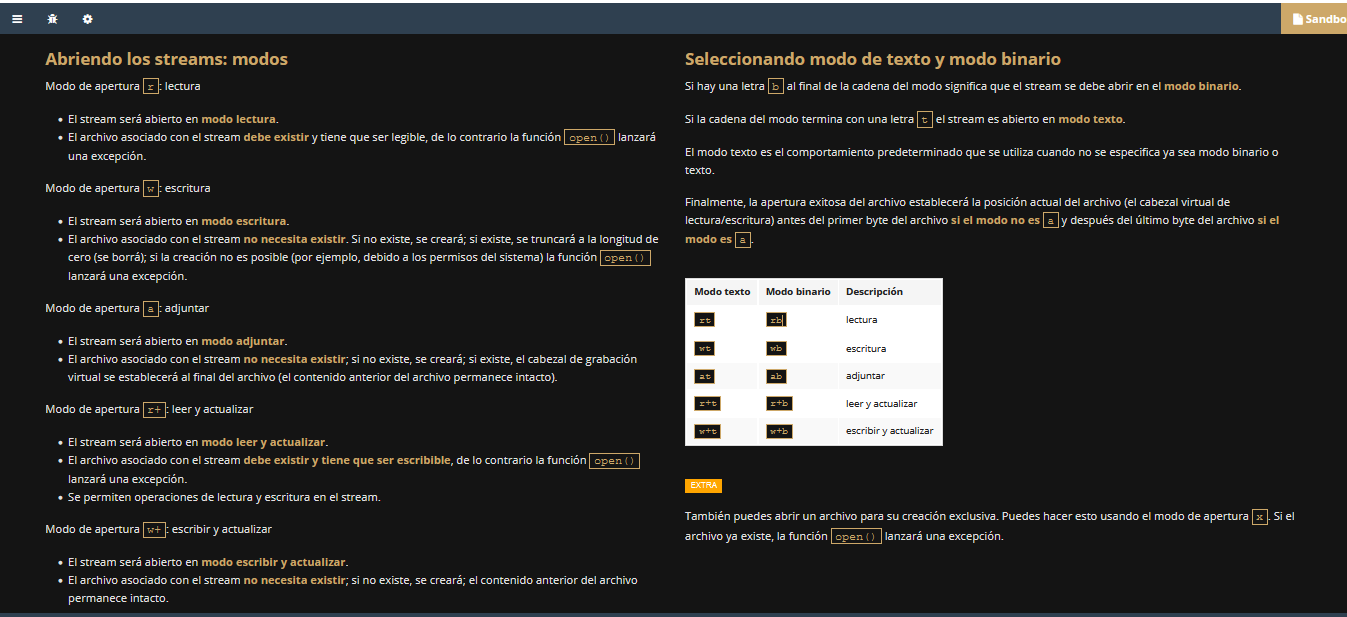 Sandbo
Abriendo los streams: modos
Modo de apertura r: lectura
• El stream será abierto en modo lectura.
• El archivo asociado con el stream debe existir y tiene que ser legible, de lo contrario la función open() lanzará
una excepción.
Modo de apertura w: escritura
• El stream será abierto en modo escritura.
• El archivo asociado con el stream no necesita existir. Si no existe, se creará; si existe, se truncará a la longitud de
cero (se borrá); si la creación no es posible (por ejemplo, debido a los permisos del sistema) la función open()
lanzará una excepción.
Modo de apertura a: adjuntar
• El stream será abierto en modo adjuntar.
• El archivo asociado con el stream no necesita existir; si no existe, se creará; si existe, el cabezal de grabación
virtual se establecerá al final del archivo (el contenido anterior del archivo permanece intacto).
Modo de apertura r+: leer y actualizar
• El stream será abierto en modo leer y actualizar.
• El archivo asociado con el stream debe existir y tiene que ser escribible, de lo contrario la función open()
lanzará una excepción.
• Se permiten operaciones de lectura y escritura en el stream.
Modo de apertura w+: escribir y actualizar
• El stream será abierto en modo escribir y actualizar.
• El archivo asociado con el stream no necesita existir; si no existe, se creará; el contenido anterior del archivo
permanece intacto.
Seleccionando modo de texto y modo binario
Si hay una letra b al final de la cadena del modo significa que el stream se debe abrir en el modo binario.
Si la cadena del modo termina con una letra t el stream es abierto en modo texto.
El modo texto es el comportamiento predeterminado que se utiliza cuando no se especifica ya sea modo binario o
texto.
Finalmente, la apertura exitosa del archivo establecerá la posición actual del archivo (el cabezal virtual de
lectura/escritura) antes del primer byte del archivo si el modo no es a y después del último byte del archivo si el
modo es a.
Modo texto Modo binario Descripción
rt rb lectura
wt wb escritura
at ab adjuntar
r+t r+b leer y actualizar
w+t w+b escribir y actualizar
EXTRA
También puedes abrir un archivo para su creación exclusiva. Puedes hacer esto usando el modo de apertura x. Si el
archivo ya existe, la función open() lanzará una excepción.